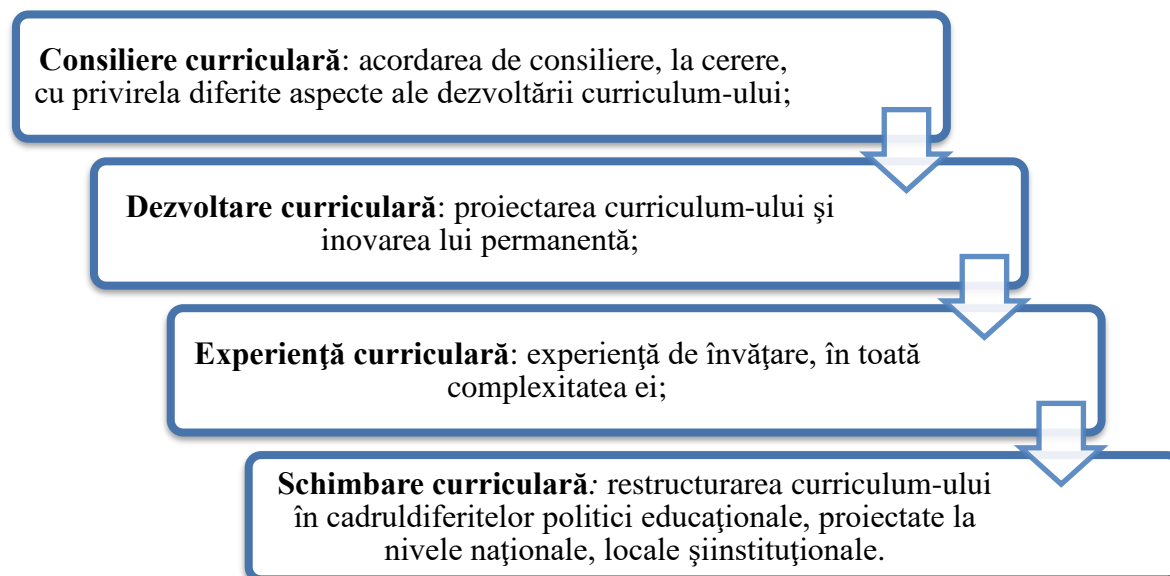 Consiliere curriculară: acordarea de consiliere, la cerere,
cu privirela diferite aspecte ale dezvoltării curriculum-ului;
Dezvoltare curriculară: proiectarea curriculum-ului şi
inovarea lui permanentă;
Experienţă curriculară: experienţă de învăţare, în toată
complexitatea ei;
Schimbare curriculară: restructurarea curriculum-ului
în cadruldiferitelor politici educaţionale, proiectate la
nivele naţionale, locale şiinstituţionale.